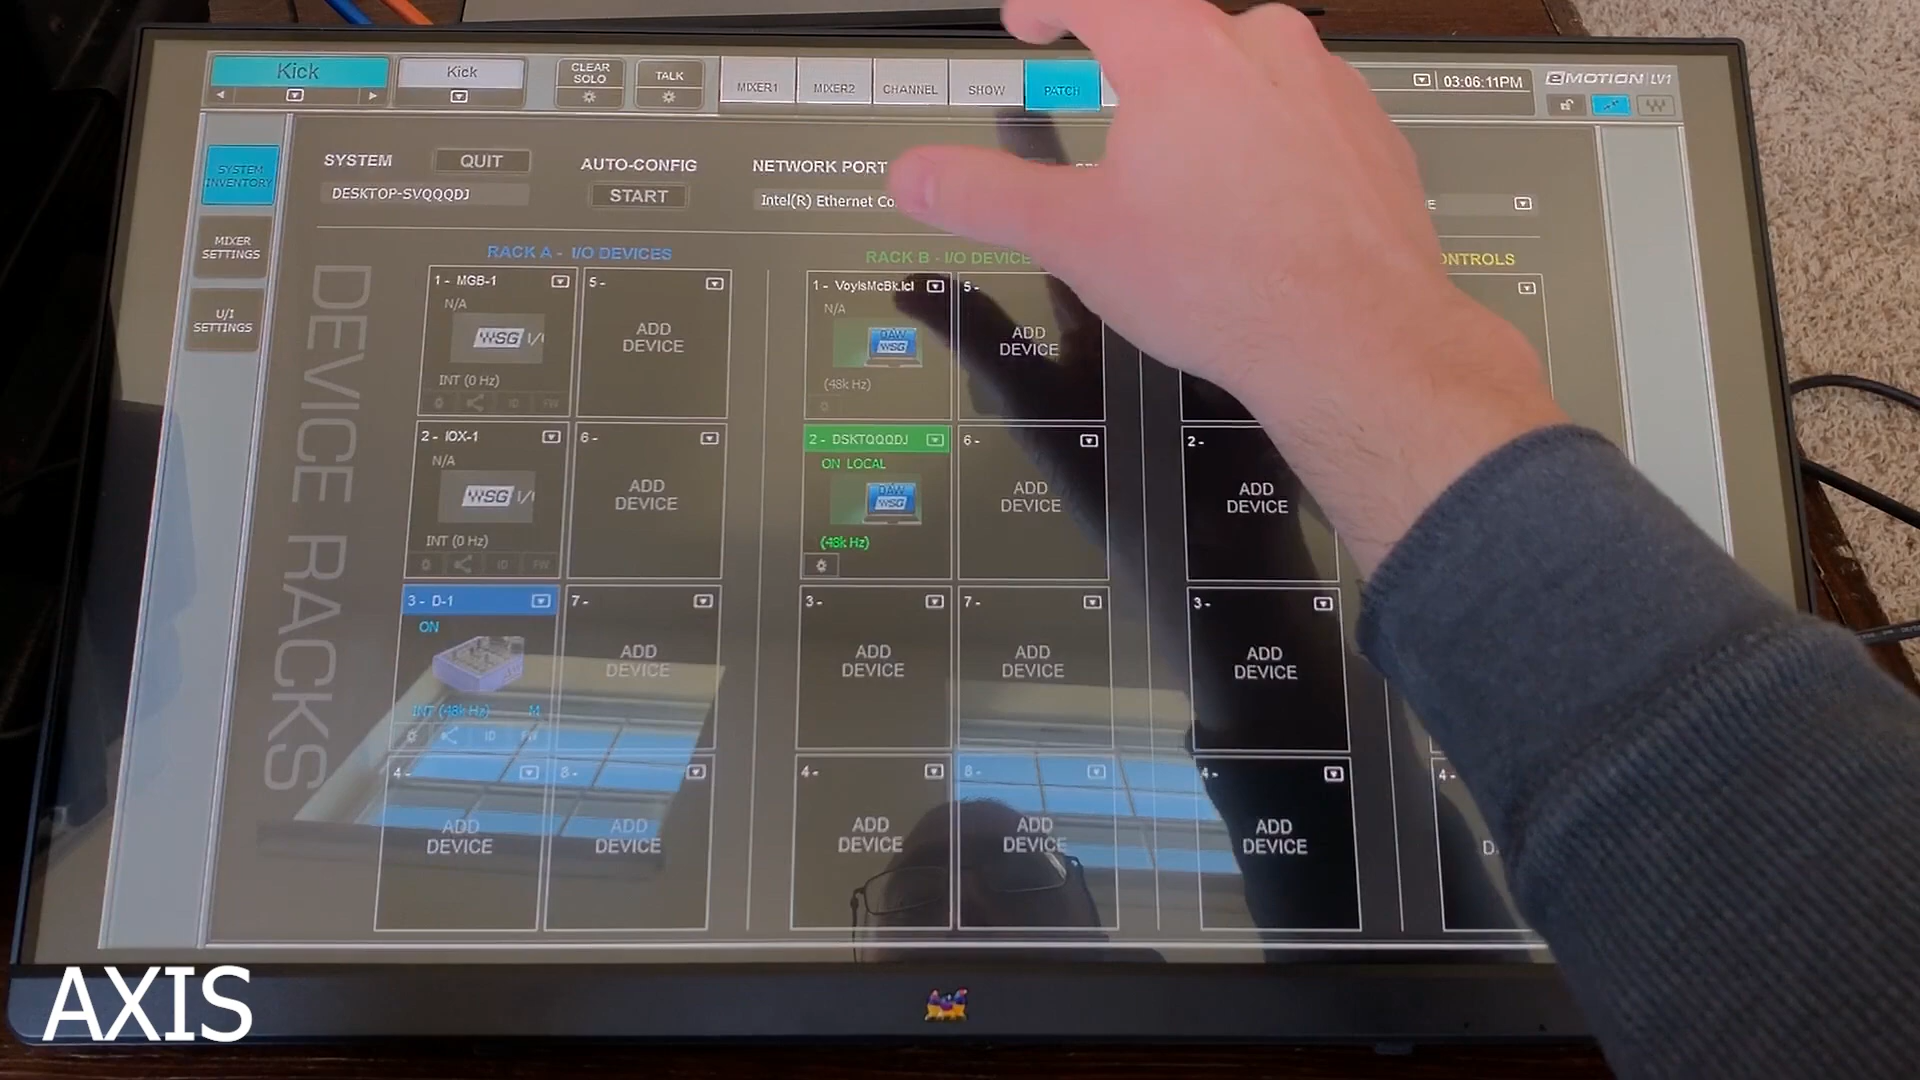 Kick
Kick
CLEAR SOLO
TALK
MIXER1
MIXER2
CHANNEL
SHOW
PATCH
03:06:11PM
eMOTION LV1
SYSTEM INVENTORY
MIXER SETTINGS
U/I SETTINGS
SYSTEM
QUIT
DESKTOP-SVQQQDJ
AUTO-CONFIG
START
NETWORK PORT
Intel(R) Ethernet Co
DEVICE RACKS
RACK A - I/O DEVICES
1 - MGB-1
N/A
WSG I/
INT (0 Hz)
ID
FW
5 -
ADD DEVICE
2 - IOX-1
N/A
WSG I/
INT (0 Hz)
ID
FW
6 -
ADD DEVICE
3 - D-1
ON
INT (48k Hz) M
ID
FW
7 -
ADD DEVICE
4 -
ADD DEVICE
8 -
ADD DEVICE
RACK B - I/O DEVICE
1 - VoylsMcBk.lcl
N/A
DAW
WSG
(48k Hz)
5 -
ADD DEVICE
2 - DSKTQQQDJ
ON LOCAL
DAW
WSG
(48k Hz)
6 -
ADD DEVICE
3 -
ADD DEVICE
7 -
ADD DEVICE
4 -
ADD DEVICE
8 -
ADD DEVICE
ONTROLS
2 -
ADD DEVICE
3 -
ADD DEVICE
4 -
ADD DEVICE
4 -
AXIS